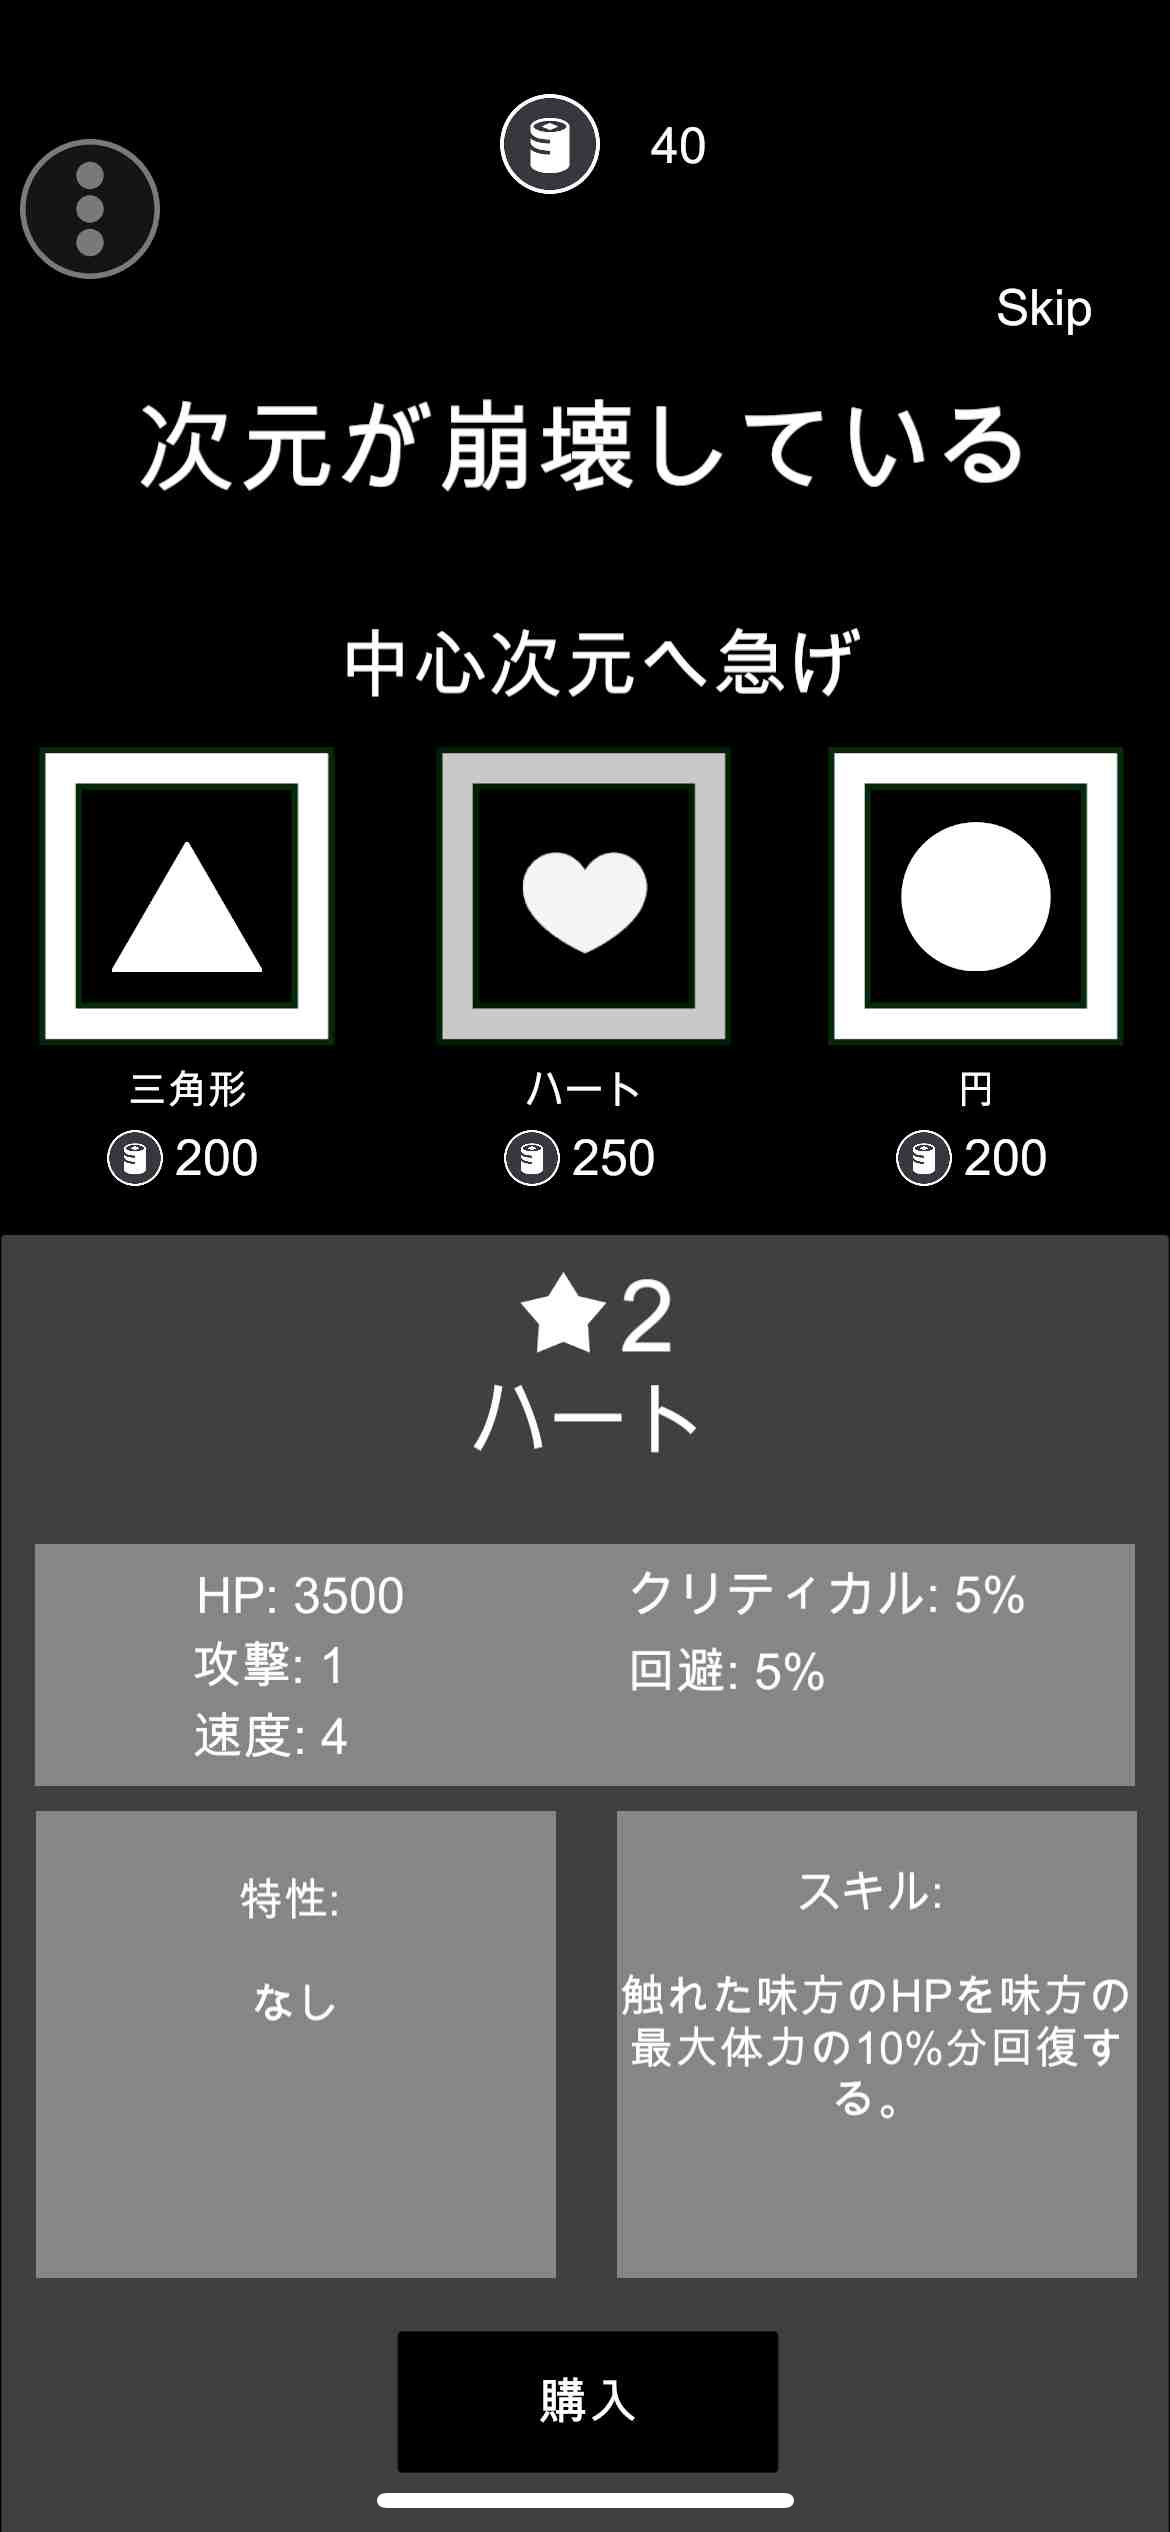 40
Skip
次元が崩壊している
中心次元へ急げ
三角形
ハート
円
200
250
200
2
ハート
HP: 3500
クリティカル: 5%
攻撃: 1
回避: 5%
速度: 4
特性:
なし
スキル:
触れた味方のHPを味方の
最大体力の10%分回復す
る。
購入